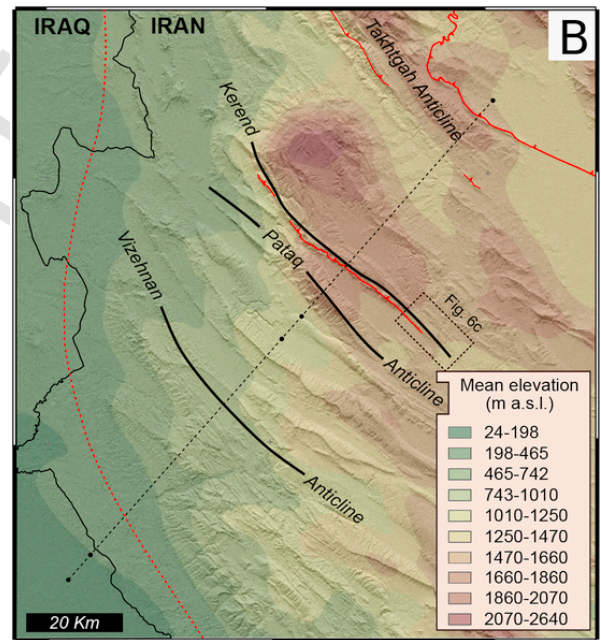 IRAQ
IRAN
B
Takhtgah Anticline
Kerend
Pataq
Anticline
Vizehnan
Anticline
Fig. 6c
Mean elevation
(m a.s.l.)
24-198
198-465
465-742
743-1010
1010-1250
1250-1470
1470-1660
1660-1860
1860-2070
2070-2640
20 Km